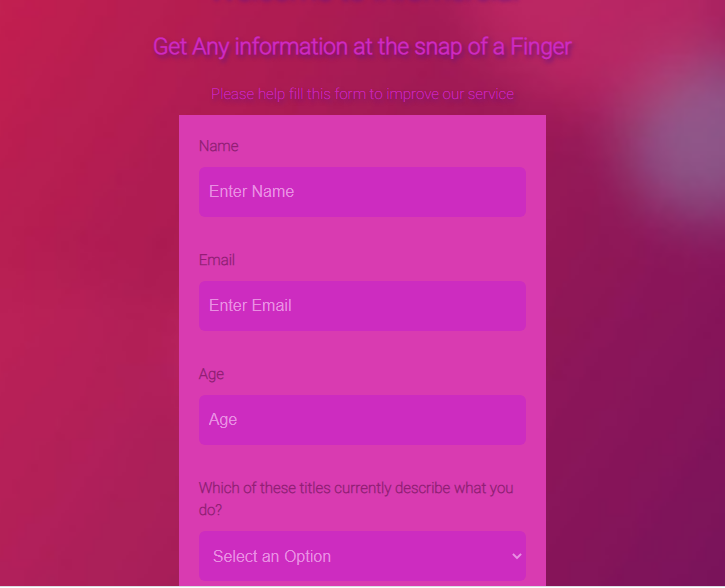 Get Any information at the snap of a Finger
Please help fill this form to improve our service
Name
Enter Name
Email
Enter Email
Age
Age
Which of these titles currently describe what you
do?
Select an Option